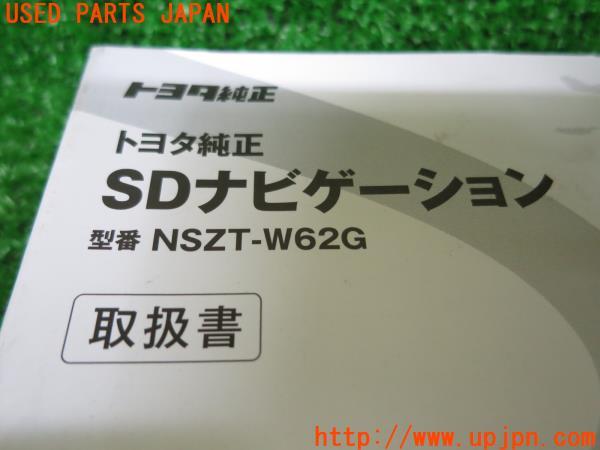 USED PARTS JAPAN
トヨタ純正
トヨタ純正
SDナビゲーション
型番 NSZT-W62G
取扱書
http://www.upjpn.com